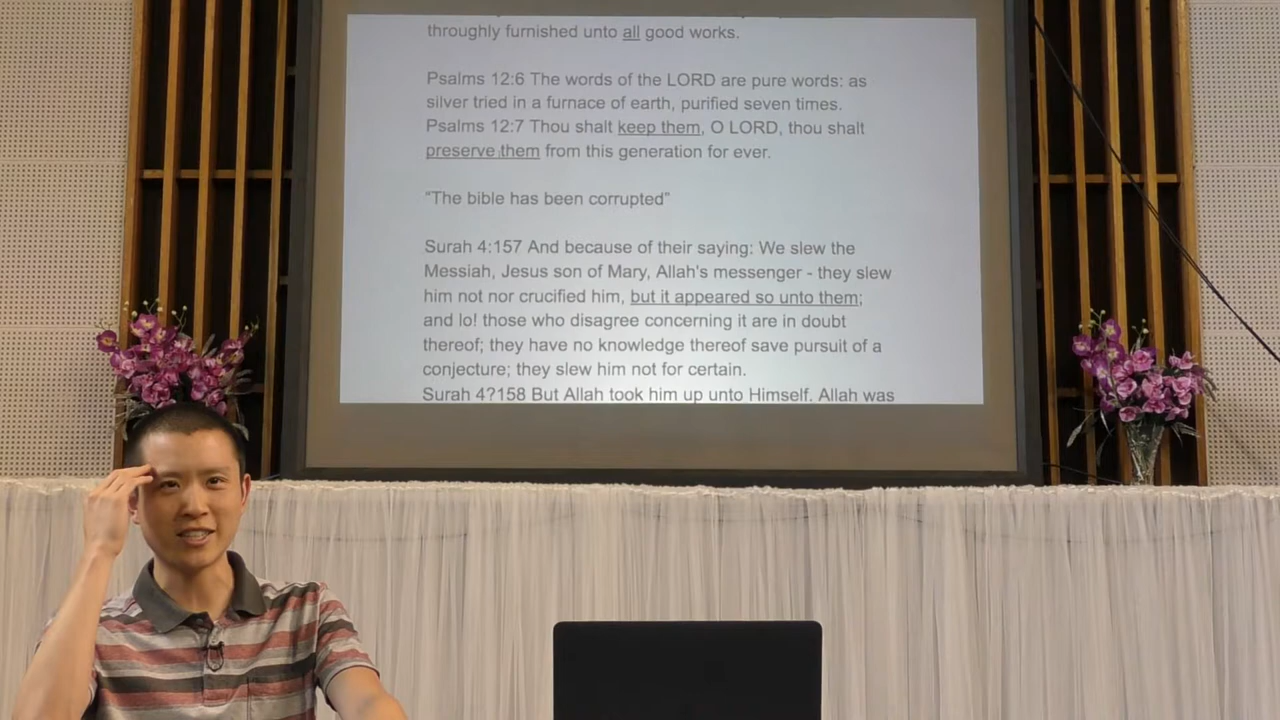 throughly furnished unto all good works.
Psalms 12:6 The words of the LORD are pure words: as
silver tried in a furnace of earth, purified seven times.
Psalms 12:7 Thou shalt keep them, O LORD, thou shalt
preserve them from this generation for ever.
“The bible has been corrupted”
Surah 4:157 And because of their saying: We slew the
Messiah, Jesus son of Mary, Allah's messenger - they slew
him not nor crucified him, but it appeared so unto them;
and lo! those who disagree concerning it are in doubt
thereof; they have no knowledge thereof save pursuit of a
conjecture; they slew him not for certain.
Surah 4?158 But Allah took him up unto Himself. Allah was